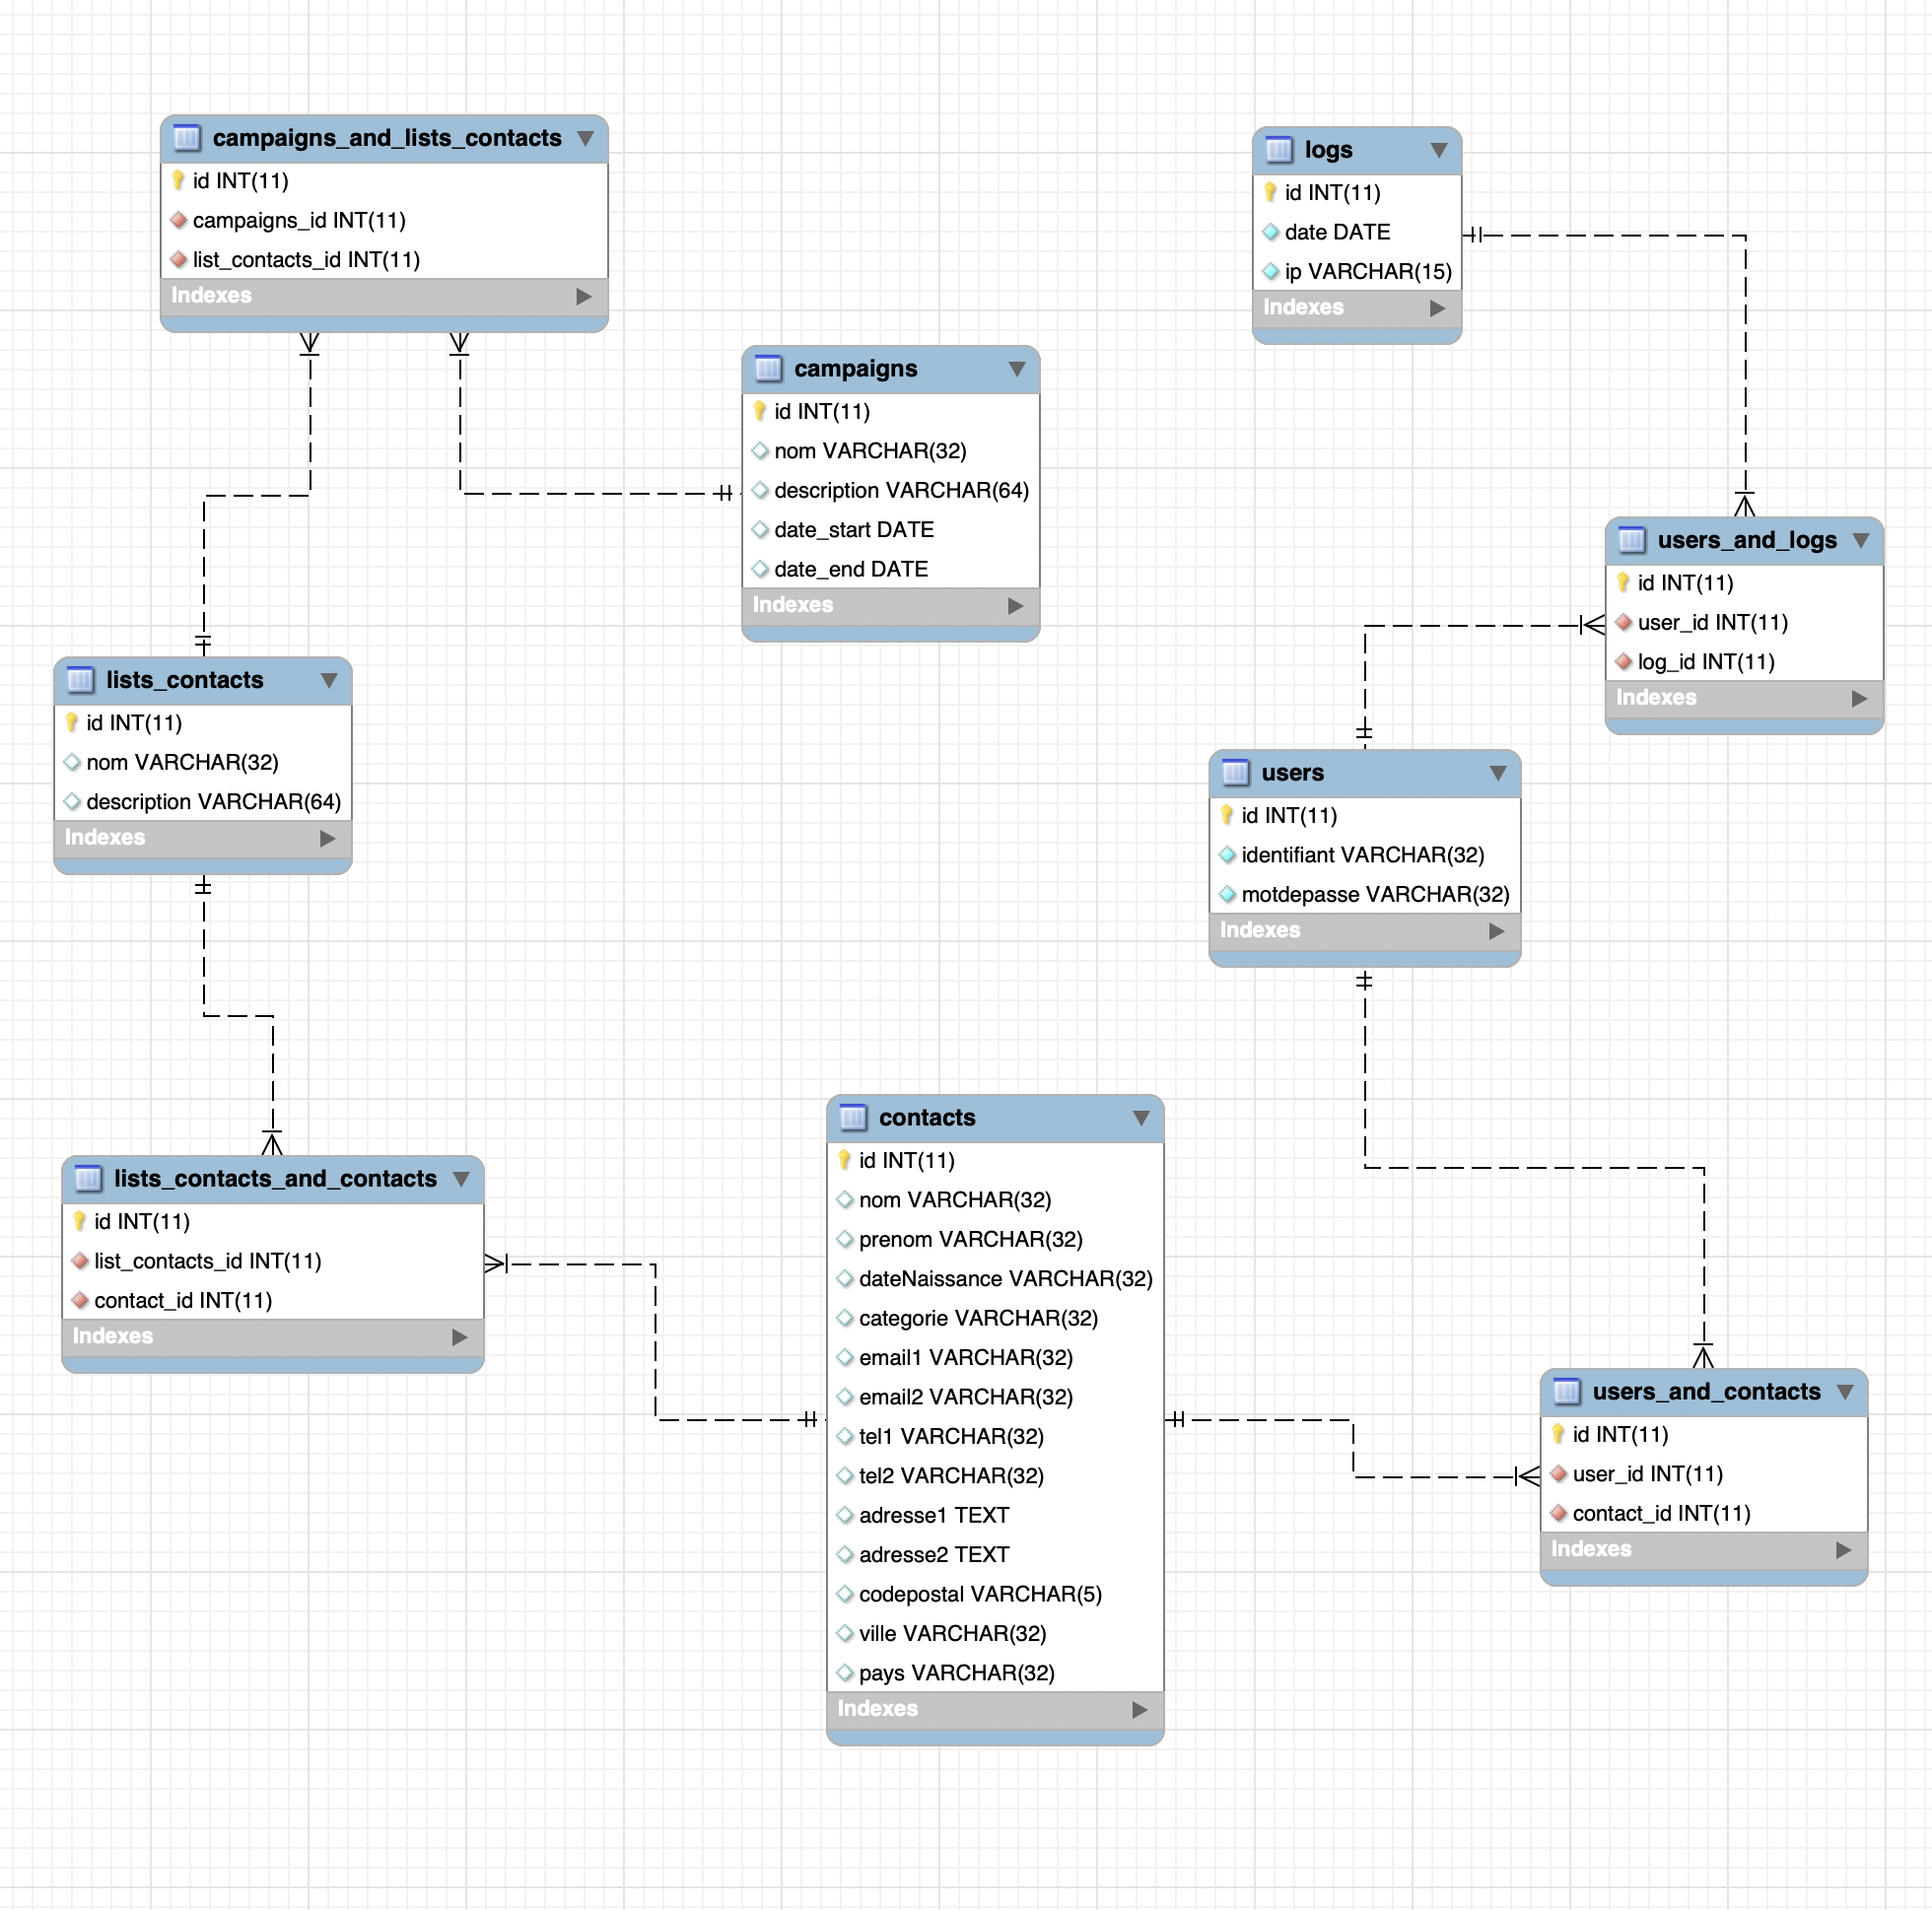 campaigns_and_lists_contacts
id INT(11)
campaigns_id INT(11)
list_contacts_id INT(11)
Indexes
logs
id INT(11)
date DATE
ip VARCHAR(15)
Indexes
campaigns
id INT(11)
nom VARCHAR(32)
description VARCHAR(64)
date_start DATE
date_end DATE
Indexes
users_and_logs
id INT(11)
user_id INT(11)
log_id INT(11)
Indexes
lists_contacts
id INT(11)
nom VARCHAR(32)
description VARCHAR(64)
Indexes
users
id INT(11)
identifiant VARCHAR(32)
motdepasse VARCHAR(32)
Indexes
lists_contacts_and_contacts
id INT(11)
list_contacts_id INT(11)
contact_id INT(11)
Indexes
contacts
id INT(11)
nom VARCHAR(32)
prenom VARCHAR(32)
dateNaissance VARCHAR(32)
categorie VARCHAR(32)
email1 VARCHAR(32)
email2 VARCHAR(32)
tel1 VARCHAR(32)
tel2 VARCHAR(32)
adresse1 TEXT
adresse2 TEXT
codepostal VARCHAR(5)
ville VARCHAR(32)
pays VARCHAR(32)
Indexes
users_and_contacts
id INT(11)
user_id INT(11)
contact_id INT(11)
Indexes